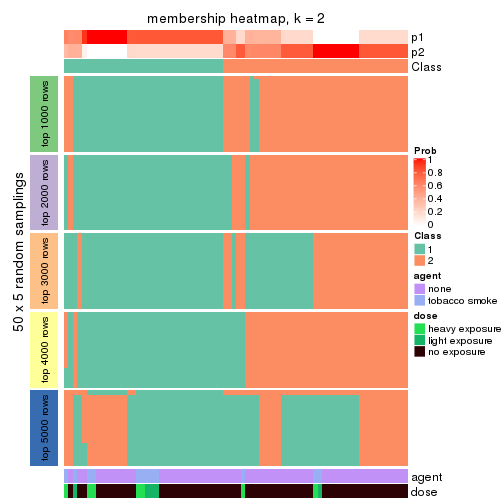 membership heatmap, k = 2
p1
p2
Class
50 x 5 random samplings
top 1000 rows
top 2000 rows
top 3000 rows
top 4000 rows
top 5000 rows
agent
dose
Prob
1
0.8
0.6
0.4
0.2
0
Class
1
2
agent
none
tobacco smoke
dose
heavy exposure
light exposure
no exposure